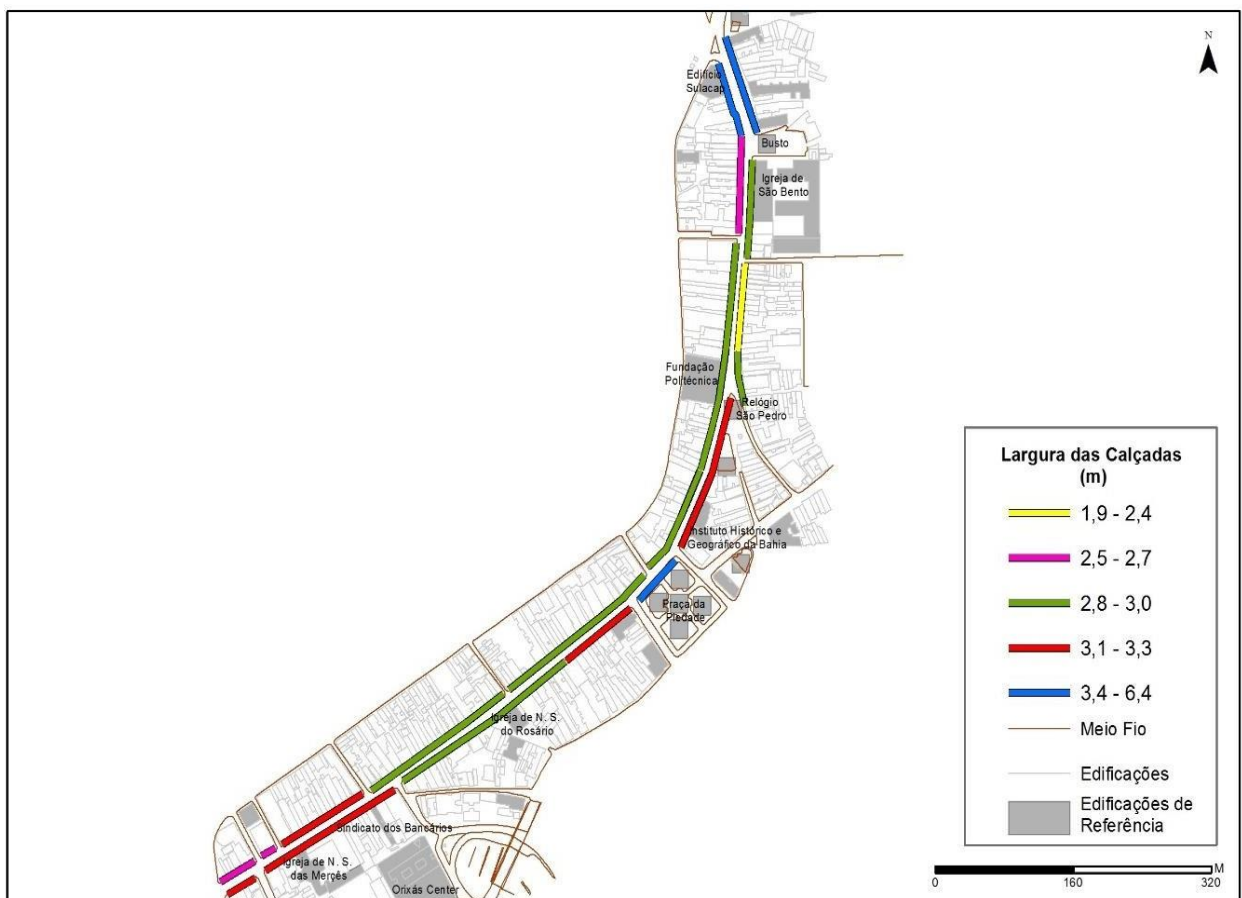 N
Edifício
Sulacap
Busto
Igreja de
São Bento
Fundação
Politécnica
Relógio
São Pedro
Instituto Histórico e
Geográfico da Bahia
Praça da
Piedade
Igreja de N. S.
do Rosário
Sindicato dos Bancários
Igreja de N. S.
das Merçês
Orixás Center
Largura das Calçadas
(m)
1,9 - 2,4
2,5 - 2,7
2,8 - 3,0
3,1 - 3,3
3,4 - 6,4
Meio Fio
Edificações
Edificações de
Referência
M
0 160 320